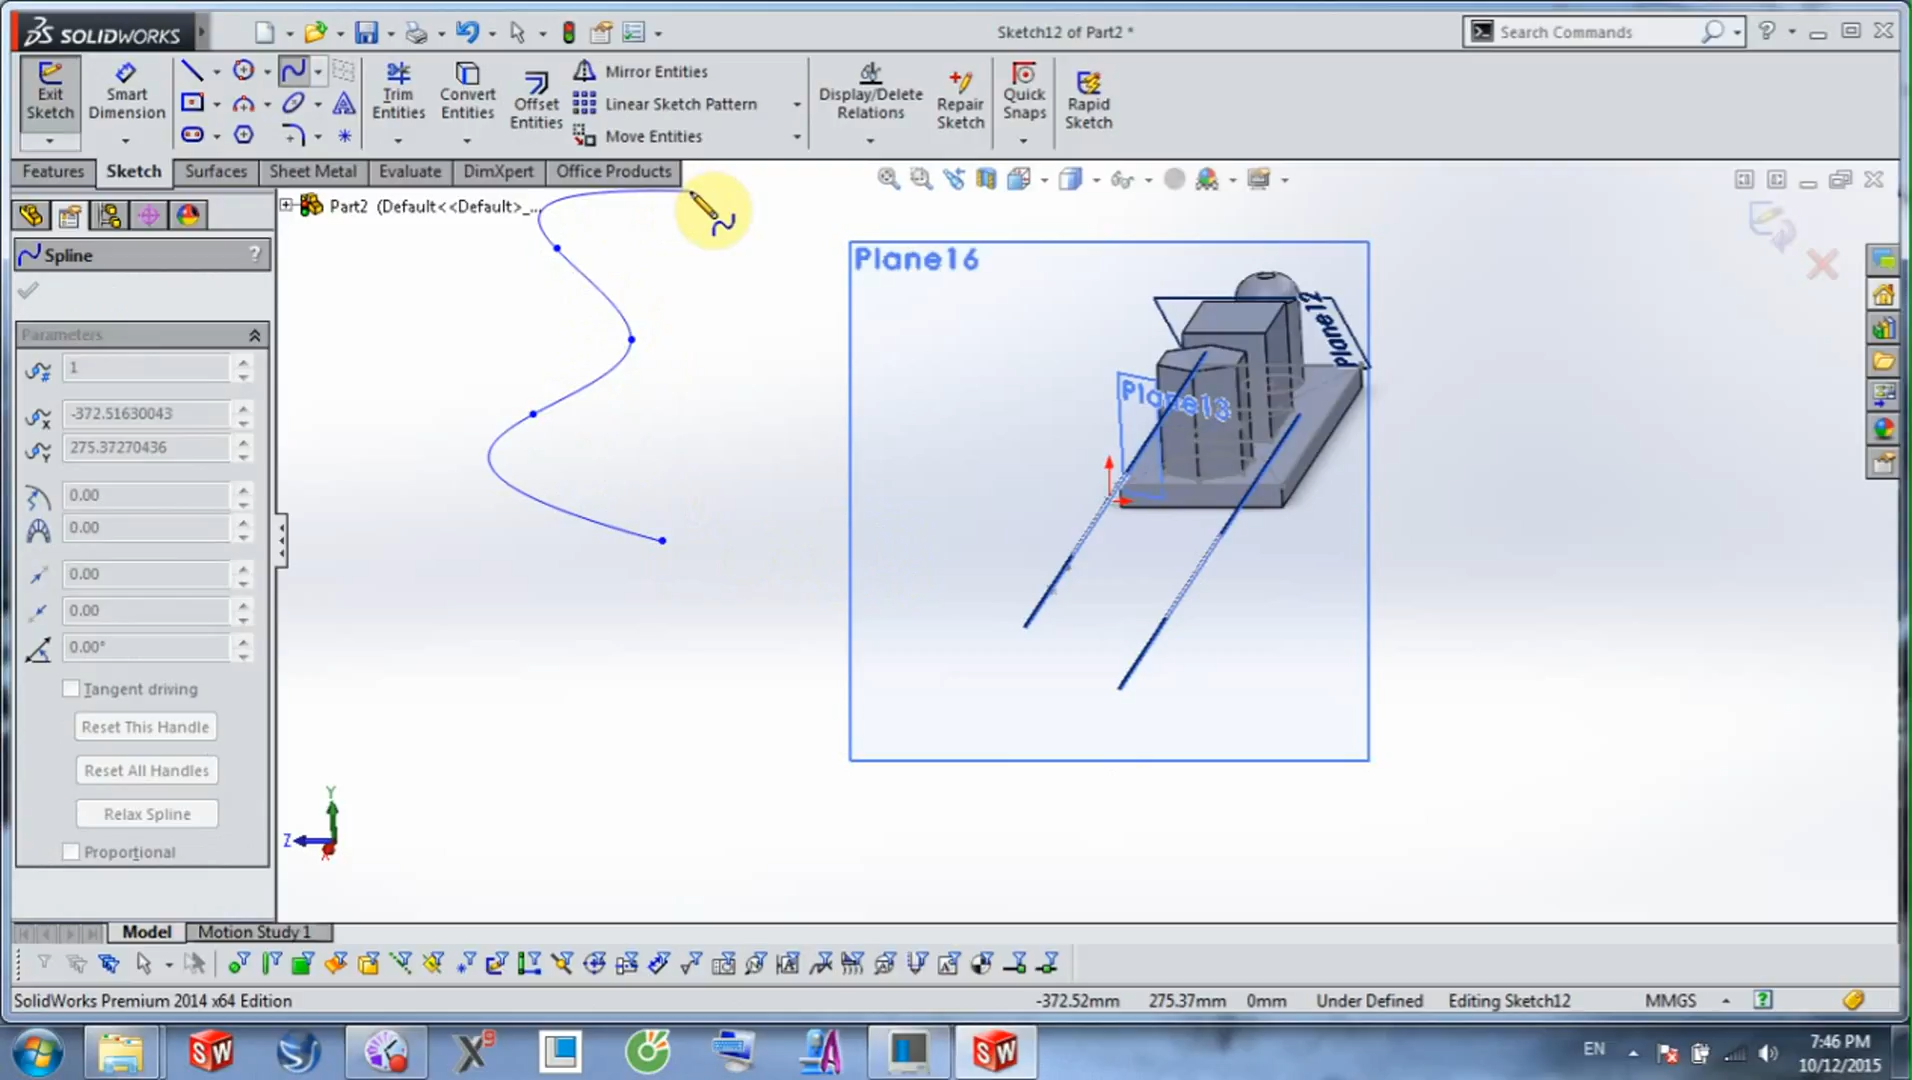 SOLIDWORKS
Sketch12 of Part2 *
Search Commands
Exit Sketch
Smart Dimension
Trim Entities
Convert Entities
Offset Entities
Mirror Entities
Linear Sketch Pattern
Move Entities
Display/Delete Relations
Repair Sketch
Quick Snaps
Rapid Sketch
Features
Sketch
Surfaces
Sheet Metal
Evaluate
DimXpert
Office Products
Part2 (Default<<Default>_...
Spline
?
Parameters
1
-372.51630043
275.37270436
0.00
0.00
0.00
0.00
0.00°
Tangent driving
Reset This Handle
Reset All Handles
Relax Spline
Proportional
Plane16
Plane12
Plane13
Y
Z
X
Model
Motion Study 1
SolidWorks Premium 2014 x64 Edition
-372.52mm
275.37mm
0mm
Under Defined
Editing Sketch12
MMGS
EN
7:46 PM
10/12/2015